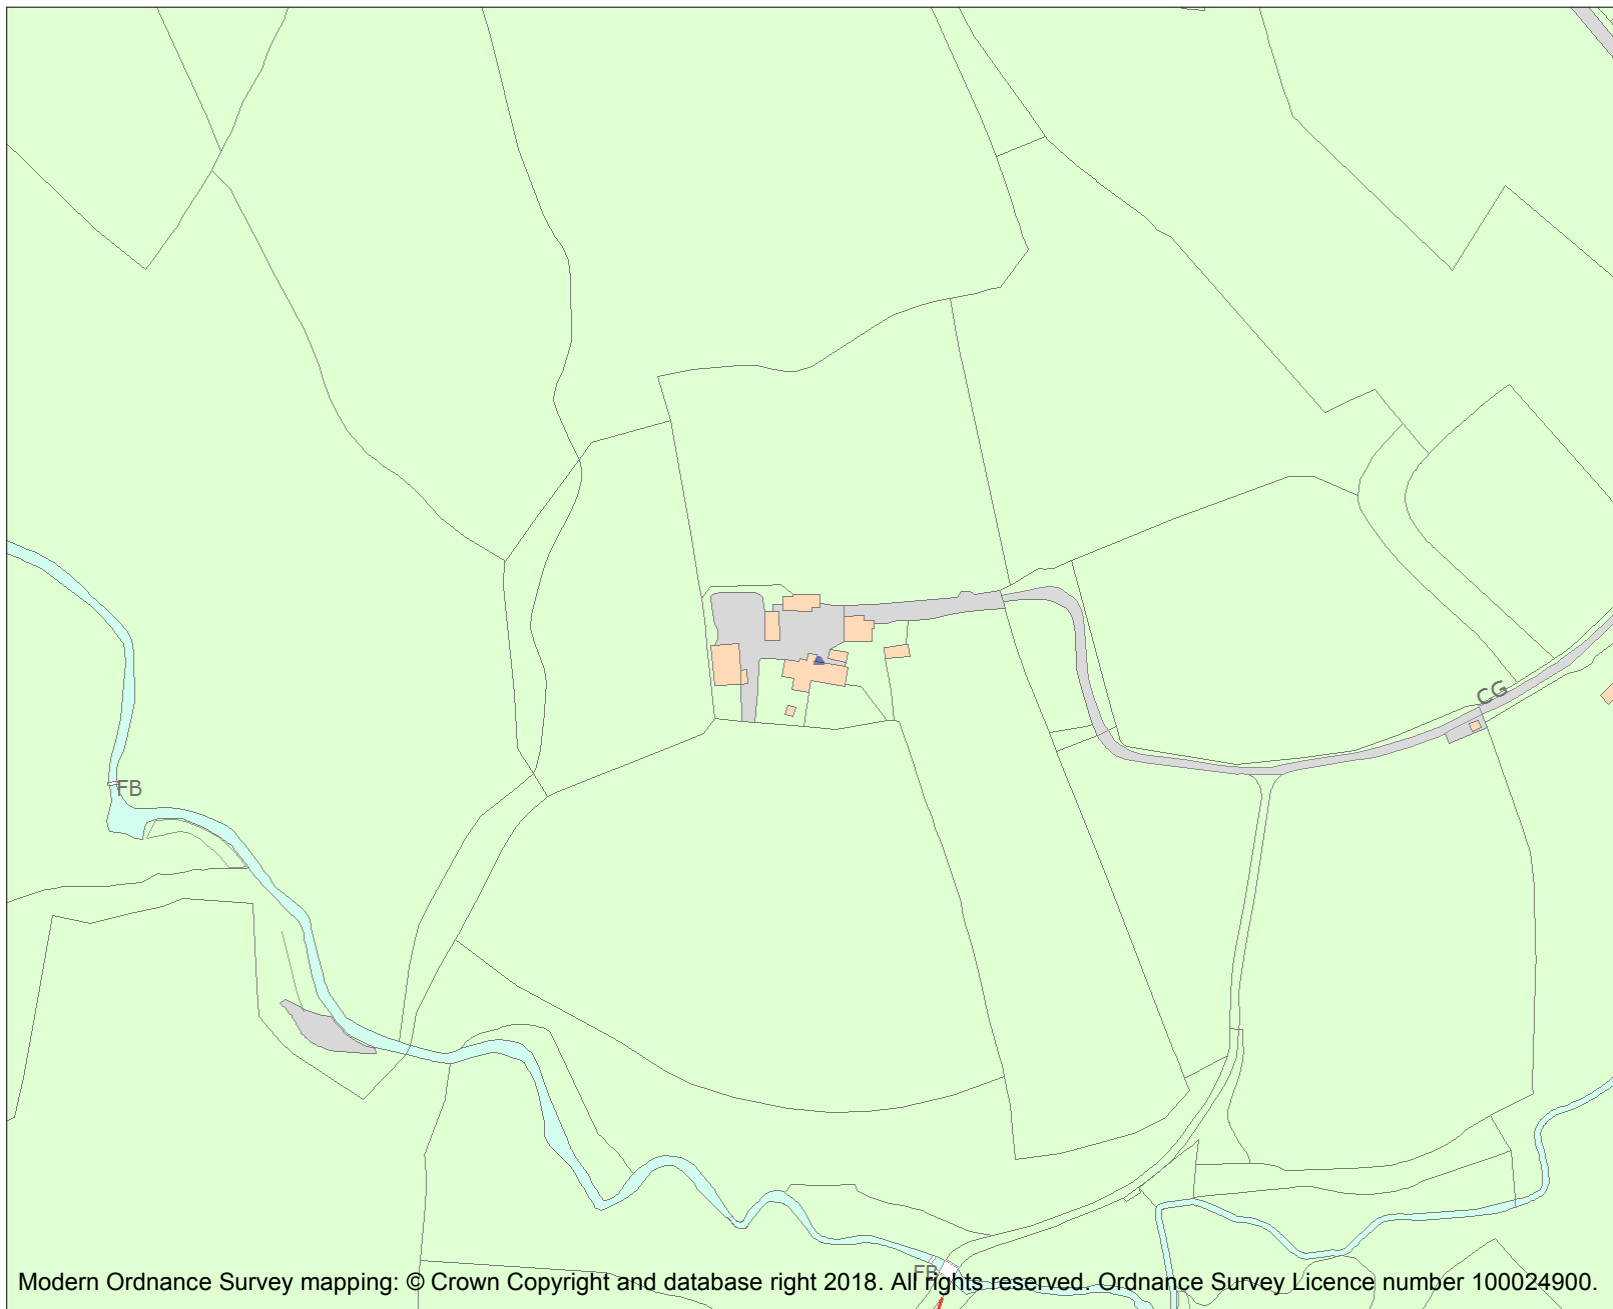 CG
FB
FB
Modern Ordnance Survey mapping: © Crown Copyright and database right 2018. All rights reserved. Ordnance Survey Licence number 100024900.